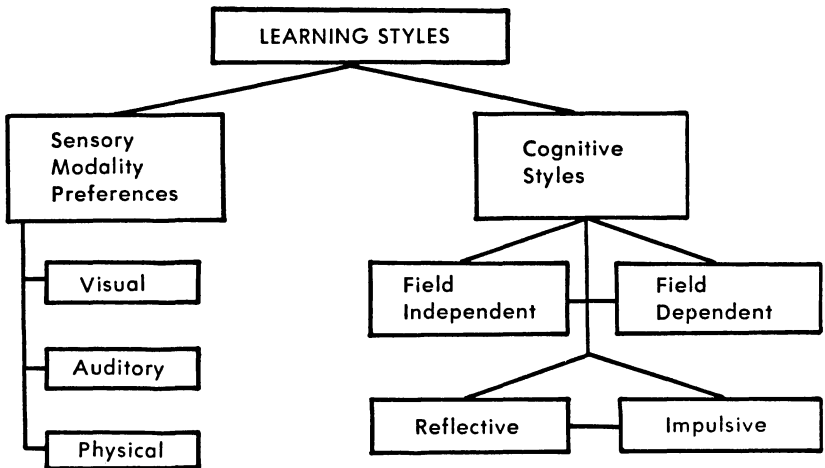 LEARNING STYLES
Sensory
Modality
Preferences
Cognitive
Styles
Visual
Auditory
Physical
Field
Independent
Field
Dependent
Reflective
Impulsive